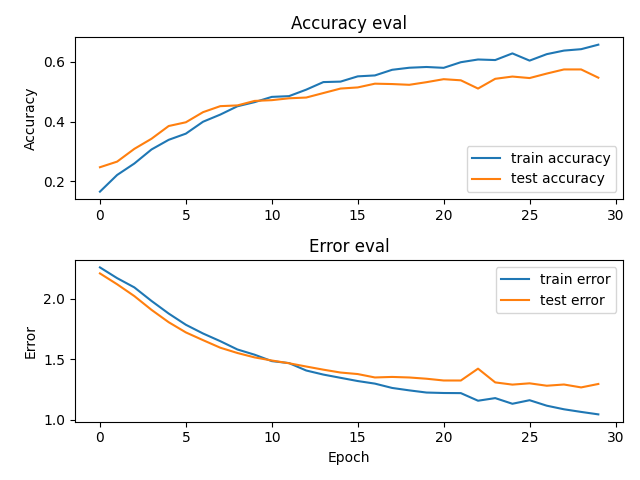 Accuracy eval
Accuracy
0.6
0.4
0.2
train accuracy
test accuracy
0 5 10 15 20 25 30
Error eval
Error
2.0
1.5
1.0
train error
test error
0 5 10 15 20 25 30
Epoch